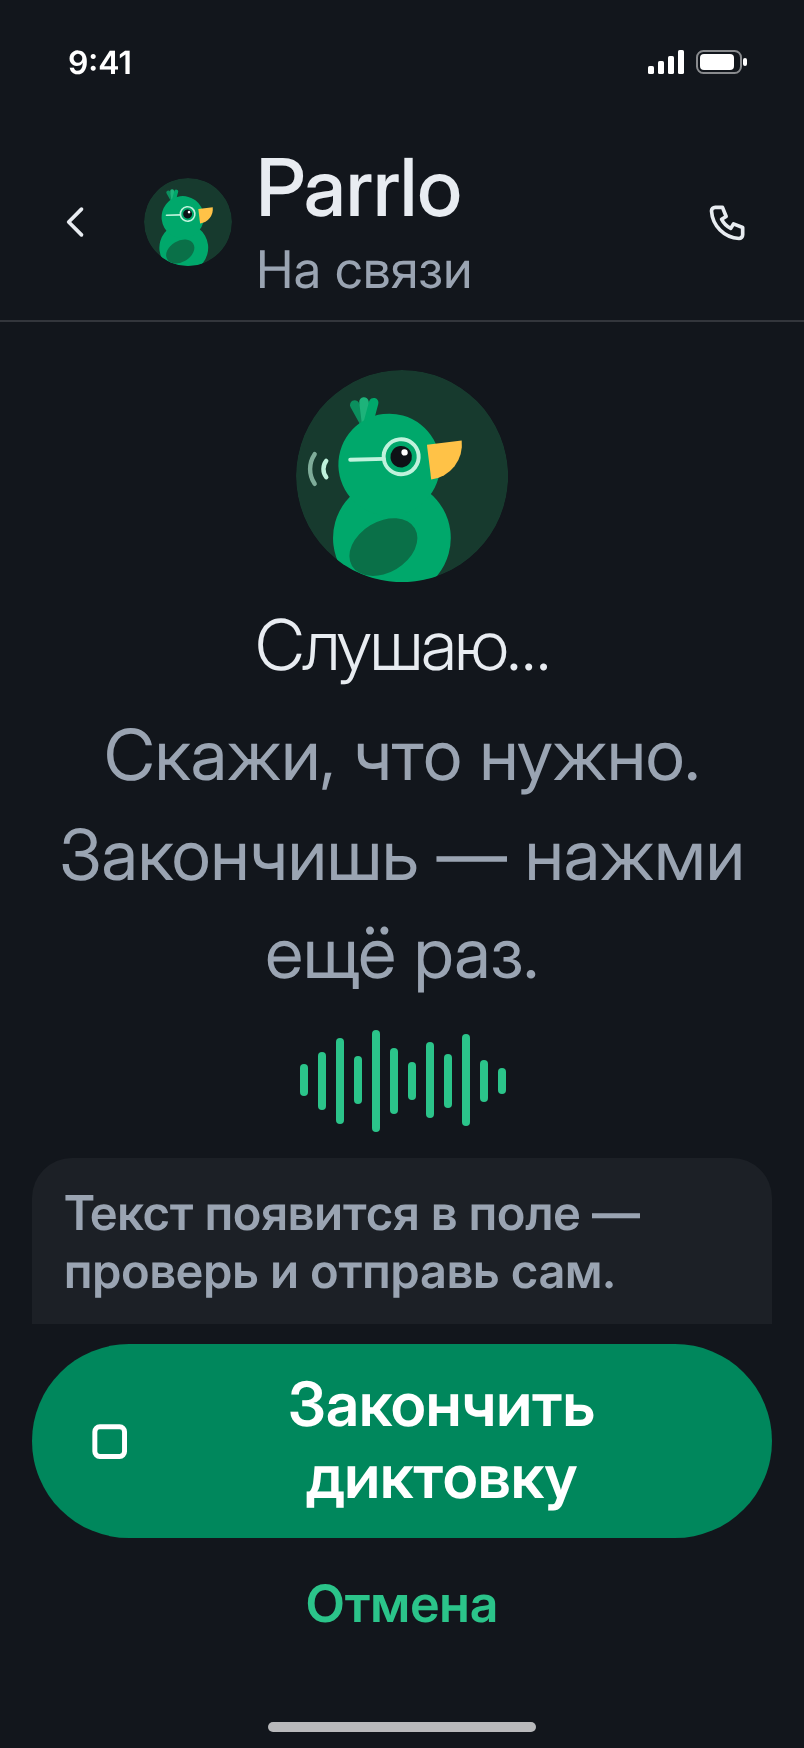 9:41
Parrlo
На связи
Слушаю...
Скажи, что нужно.
Закончишь — нажми
ещё раз.
Текст появится в поле —
проверь и отправь сам.
Закончить
диктовку
Отмена